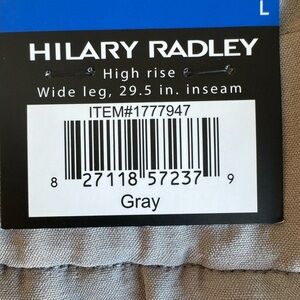 L
HILARY RADLEY
High rise
Wide leg, 29.5 in. inseam
ITEM#1777947
8 27118 57237 9
Gray